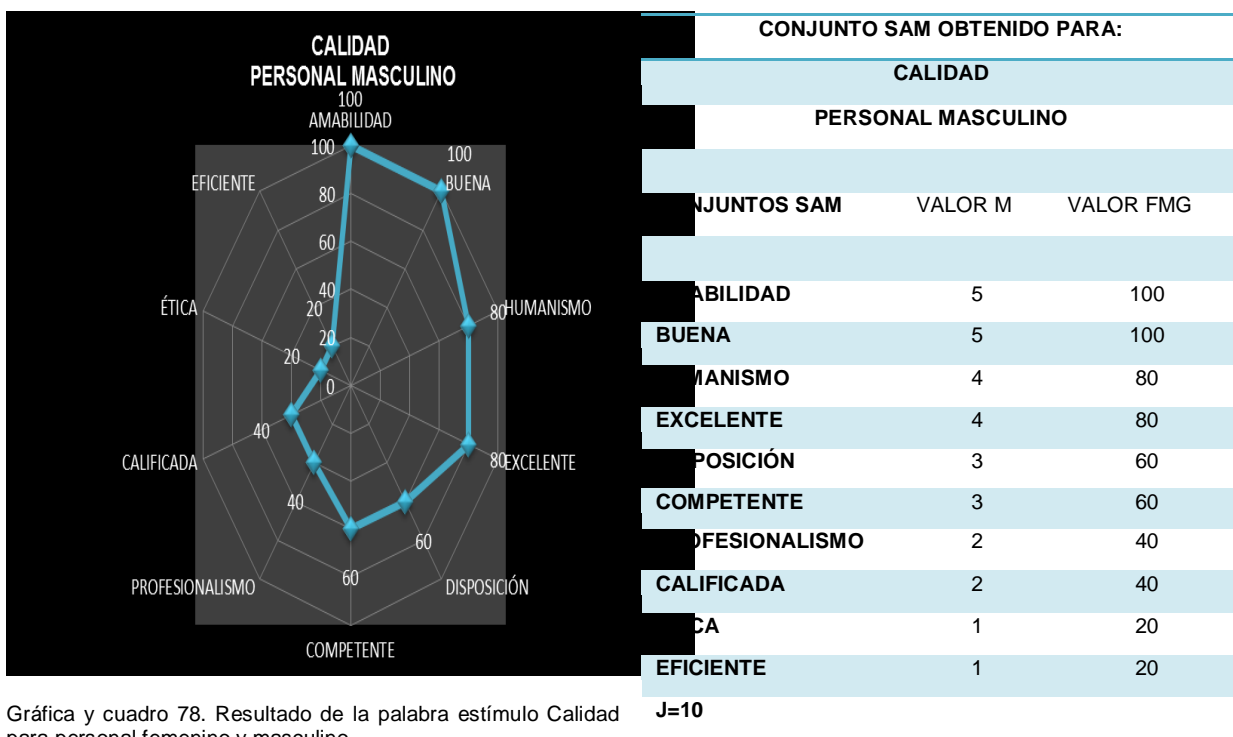 CALIDAD
PERSONAL MASCULINO
100
AMABILIDAD
100
100
BUENA
EFICIENTE
80
60
40
20
20
20
0
ÉTICA
80
HUMANISMO
40
CALIFICADA
80
EXCELENTE
40
60
60
PROFESIONALISMO
DISPOSICIÓN
COMPETENTE
CONJUNTO SAM OBTENIDO PARA:
CALIDAD
PERSONAL MASCULINO
NJUNTOS SAM VALOR M VALOR FMG
ABILIDAD 5 100
BUENA 5 100
MANISMO 4 80
EXCELENTE 4 80
POSICIÓN 3 60
COMPETENTE 3 60
OFESIONALISMO 2 40
CALIFICADA 2 40
CA 1 20
EFICIENTE 1 20
J=10
Gráfica y cuadro 78. Resultado de la palabra estímulo Calidad
para personal femenino y masculino